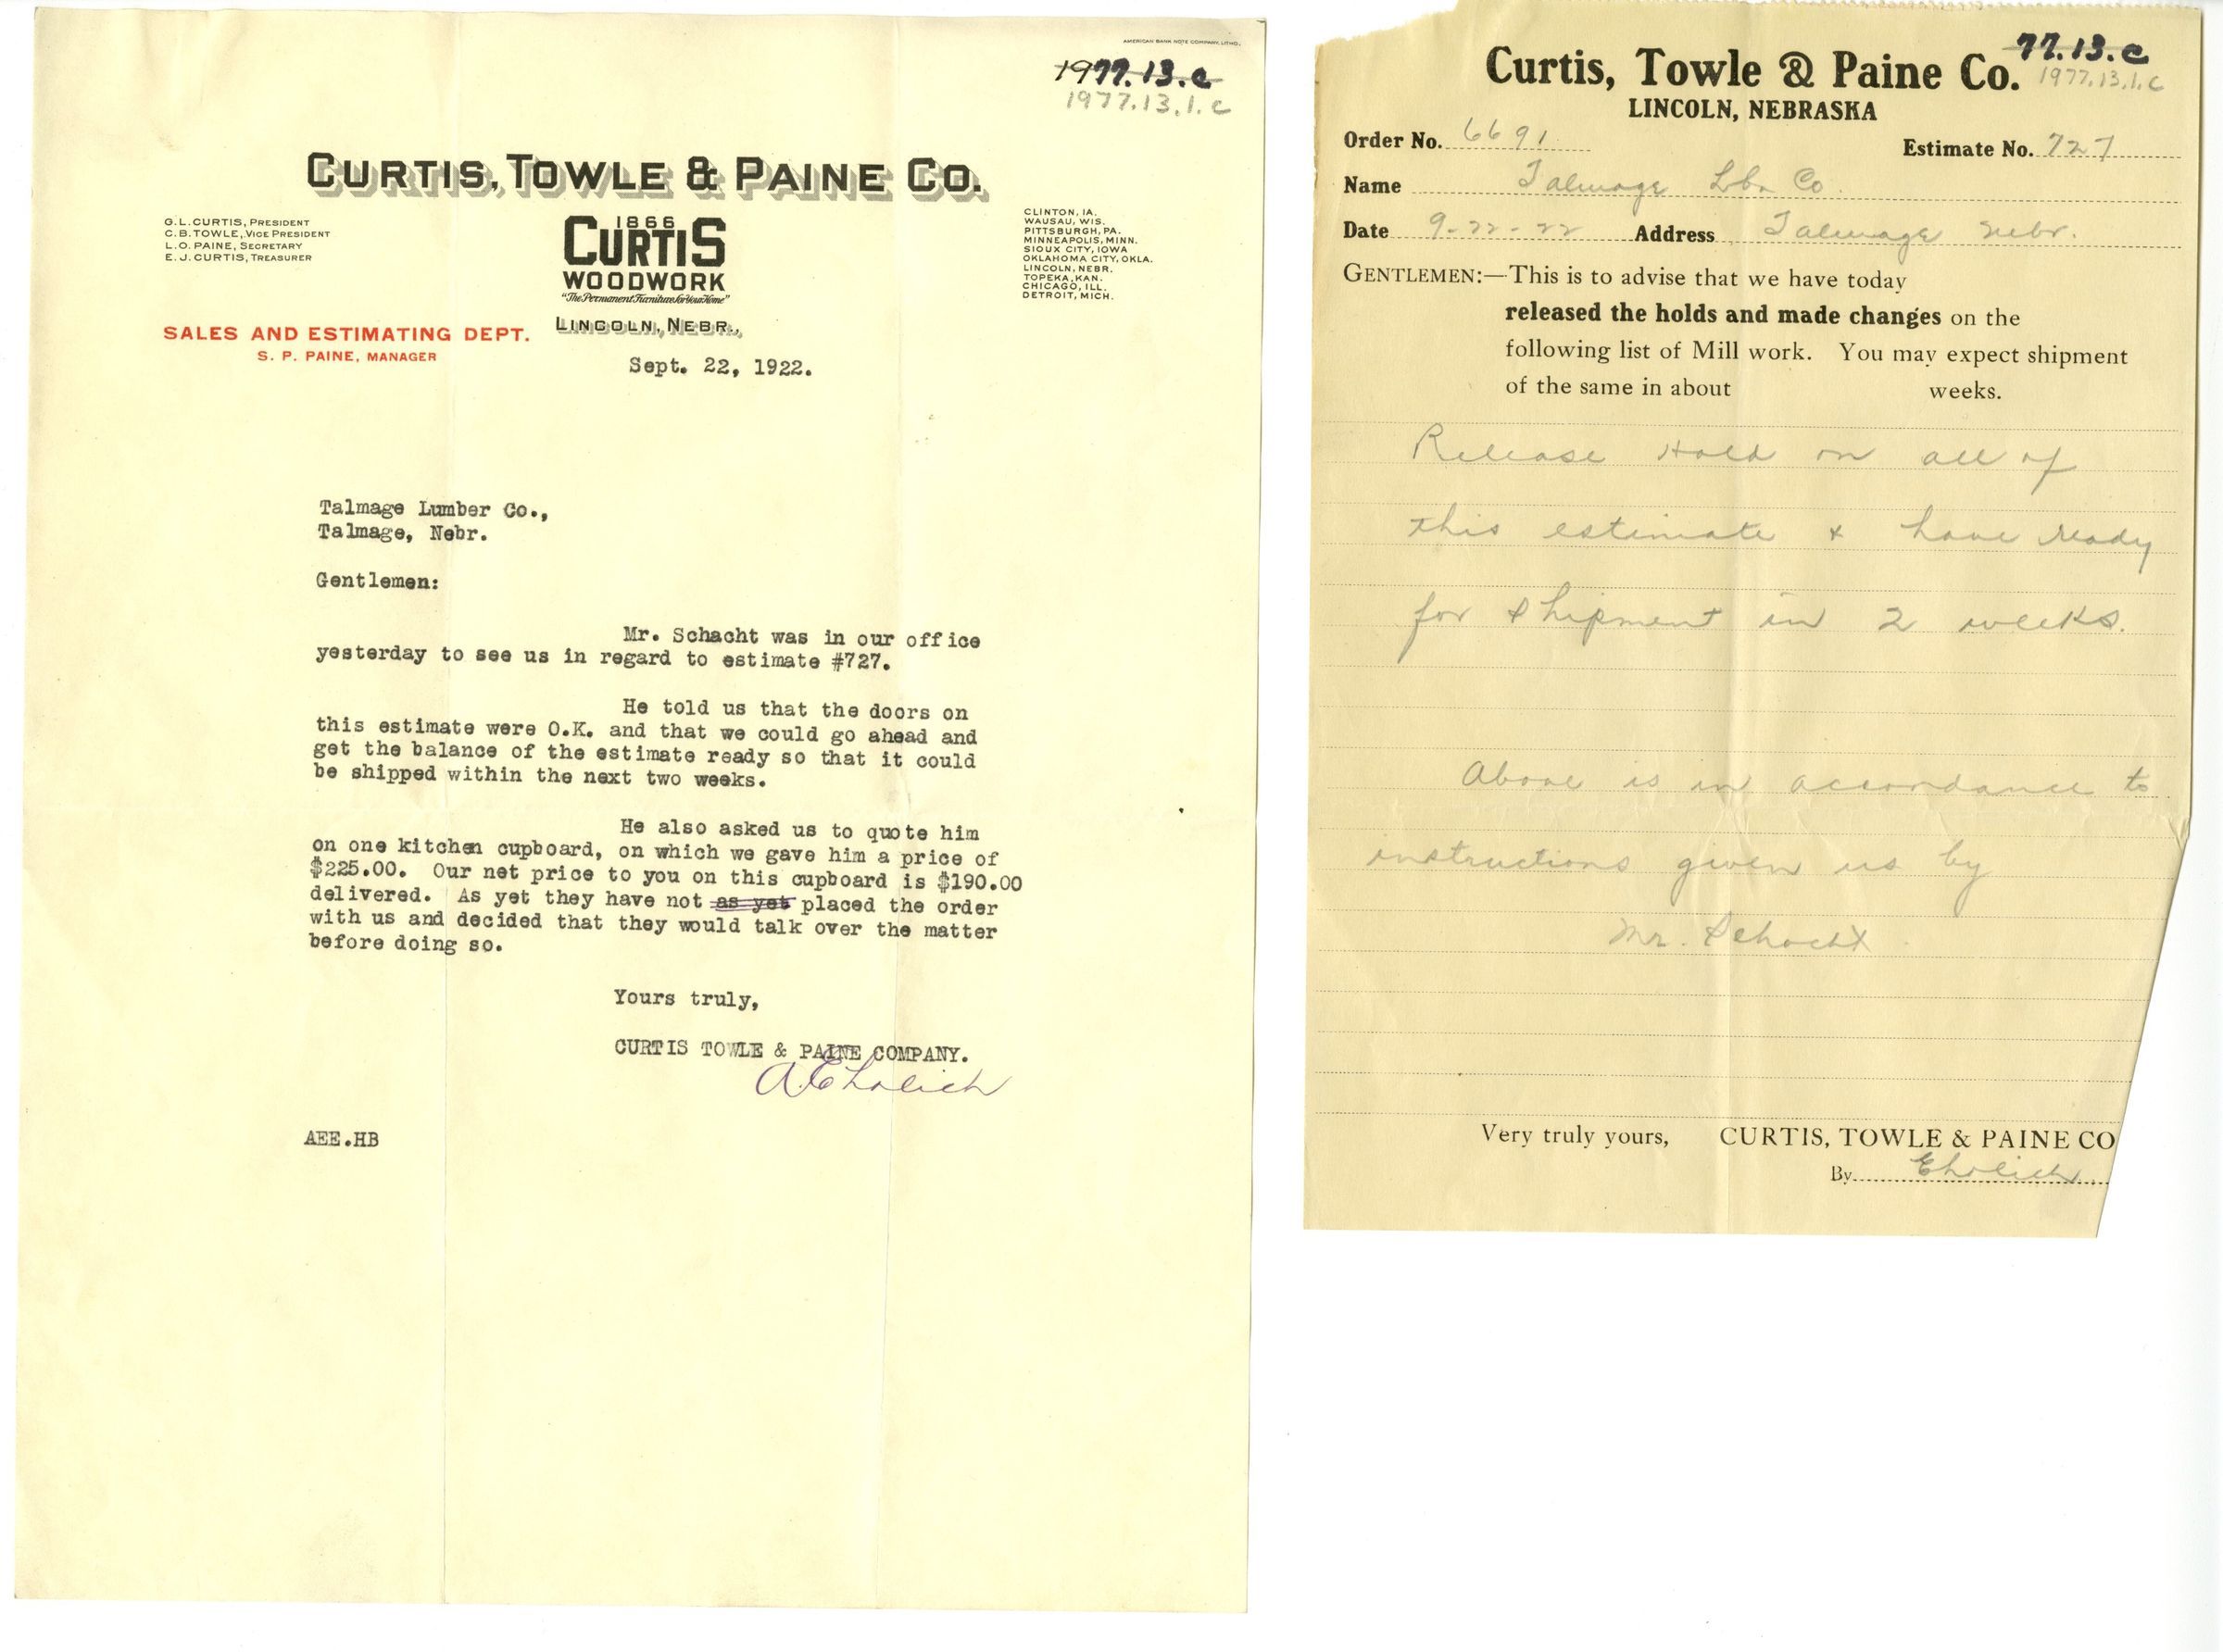 AMERICAN BANK NOTE COMPANY, LITHO.
1977.13.c
1977.13.1.c
CURTIS, TOWLE & PAINE CO.
G.L. CURTIS, PRESIDENT
C.B. TOWLE, VICE PRESIDENT
L.O. PAINE, SECRETARY
E.J. CURTIS, TREASURER
1866
CURTIS
WOODWORK
"The Permanent Furniture for Your Home"
CLINTON, IA.
WAUSAU, WIS.
PITTSBURGH, PA.
MINNEAPOLIS, MINN.
SIOUX CITY, IOWA
OKLAHOMA CITY, OKLA.
LINCOLN, NEBR.
TOPEKA, KAN.
CHICAGO, ILL.
DETROIT, MICH.
SALES AND ESTIMATING DEPT.
S. P. PAINE, MANAGER
LINCOLN, NEBR.,
Sept. 22, 1922.
Talmage Lumber Co.,
Talmage, Nebr.
Gentlemen:
Mr. Schacht was in our office
yesterday to see us in regard to estimate #727.
He told us that the doors on
this estimate were O.K. and that we could go ahead and
get the balance of the estimate ready so that it could
be shipped within the next two weeks.
He also asked us to quote him
on one kitchen cupboard, on which we gave him a price of
$225.00. Our net price to you on this cupboard is $190.00
delivered. As yet they have not as yet placed the order
with us and decided that they would talk over the matter
before doing so.
Yours truly,
CURTIS TOWLE & PAINE COMPANY.
A.E.Ehrlich
AEE.HB
77.13.c
Curtis, Towle & Paine Co.
1977.13.1.c
LINCOLN, NEBRASKA
Order No. 6691 Estimate No. 727
Name Talmage Lbr Co.
Date 9-22-22 Address Talmage Nebr.
GENTLEMEN:—This is to advise that we have today
released the holds and made changes on the
following list of Mill work. You may expect shipment
of the same in about weeks.
Release Hold on all of
this estimate & have ready
for shipment in 2 weeks.
Above is in accordance to
instructions given us by
Mr. Schacht
Very truly yours, CURTIS, TOWLE & PAINE CO
By Ehrlich